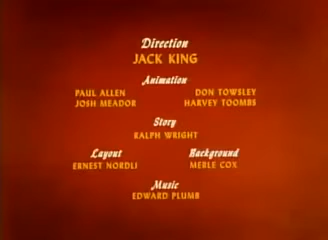 Direction
JACK KING
Animation
PAUL ALLEN DON TOWSLEY
JOSH MEADOR HARVEY TOOMBS
Story
RALPH WRIGHT
Layout Background
ERNEST NORDLI MERLE COX
Music
EDWARD PLUMB